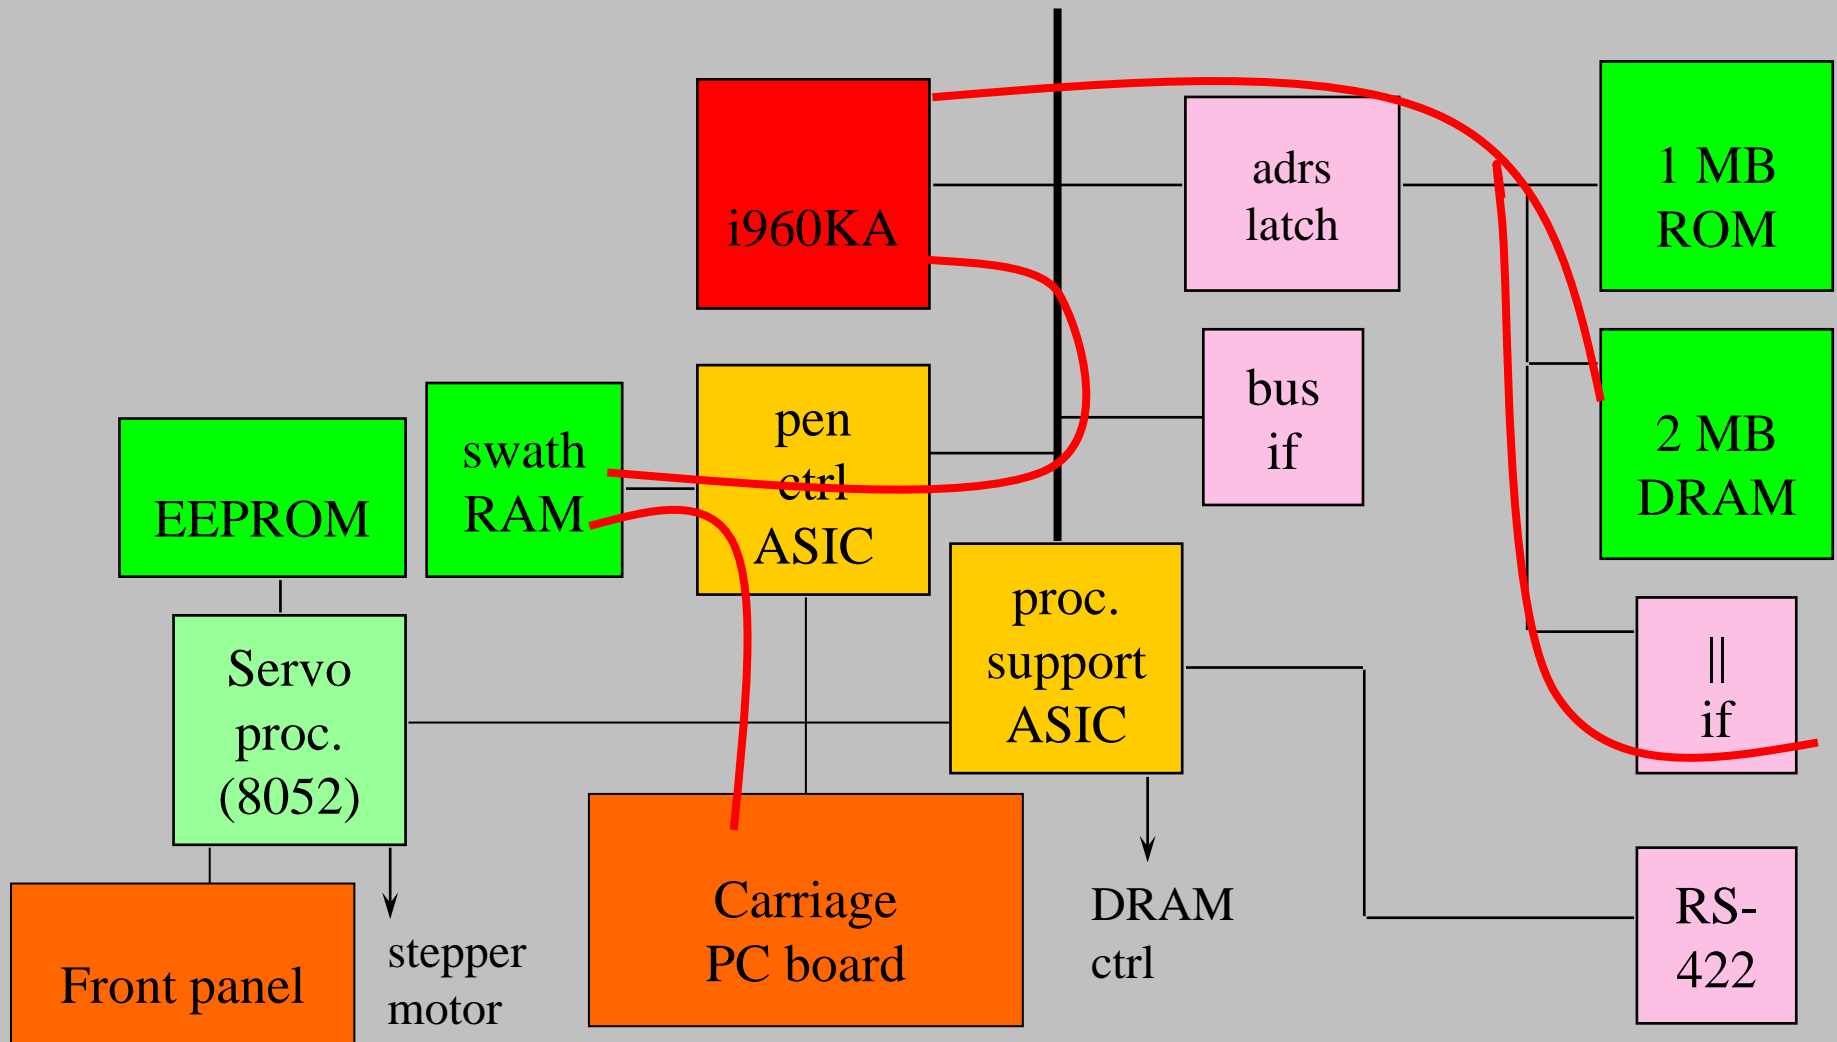 i960KA
adrs
latch
1 MB
ROM
bus
if
2 MB
DRAM
EEPROM
swath
RAM
pen
ctrl
ASIC
Servo
proc.
(8052)
proc.
support
ASIC
||
if
Front panel
stepper
motor
Carriage
PC board
DRAM
ctrl
RS-
422